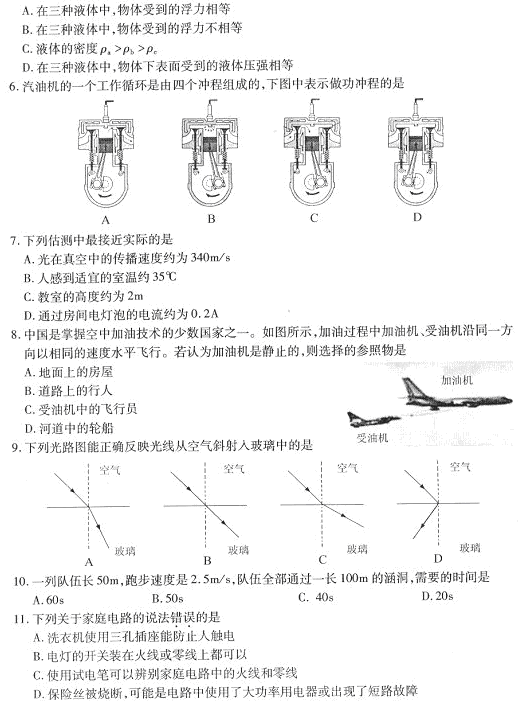 A. 在三种液体中,物体受到的浮力相等
B. 在三种液体中,物体受到的浮力不相等
C. 液体的密度 ρa >ρb >ρc
D. 在三种液体中,物体下表面受到的液体压强相等
6. 汽油机的一个工作循环是由四个冲程组成的,下图中表示做功冲程的是
A B C D
7. 下列估测中最接近实际的是
A. 光在真空中的传播速度约为 340m/s
B. 人感到适宜的室温约 35℃
C. 教室的高度约为 2m
D. 通过房间电灯泡的电流约为 0.2A
8. 中国是掌握空中加油技术的少数国家之一。如图所示,加油过程中加油机、受油机沿同一方
向以相同的速度水平飞行。若认为加油机是静止的,则选择的参照物是
A. 地面上的房屋
B. 道路上的行人
C. 受油机中的飞行员
D. 河道中的轮船
加油机
受油机
9. 下列光路图能正确反映光线从空气斜射入玻璃中的是
空气 空气 空气 空气
玻璃 玻璃 玻璃 玻璃
A B C D
10. 一列队伍长 50m,跑步速度是 2.5m/s,队伍全部通过一长 100m 的涵洞,需要的时间是
A. 60s B. 50s C. 40s D. 20s
11. 下列关于家庭电路的说法错误的是
A. 洗衣机使用三孔插座能防止人触电
B. 电灯的开关装在火线或零线上都可以
C. 使用试电笔可以辨别家庭电路中的火线和零线
D. 保险丝被烧断,可能是电路中使用了大功率用电器或出现了短路故障